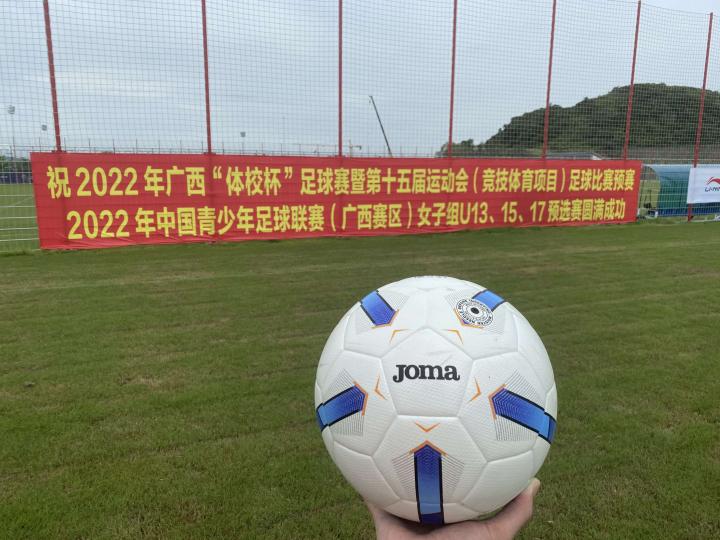 祝2022年广西“体校杯”足球赛暨第十五届运动会（竞技体育项目）足球比赛预赛
2022年中国青少年足球联赛（广西赛区）女子组U13、15、17预选赛圆满成功
LI-NING
Joma